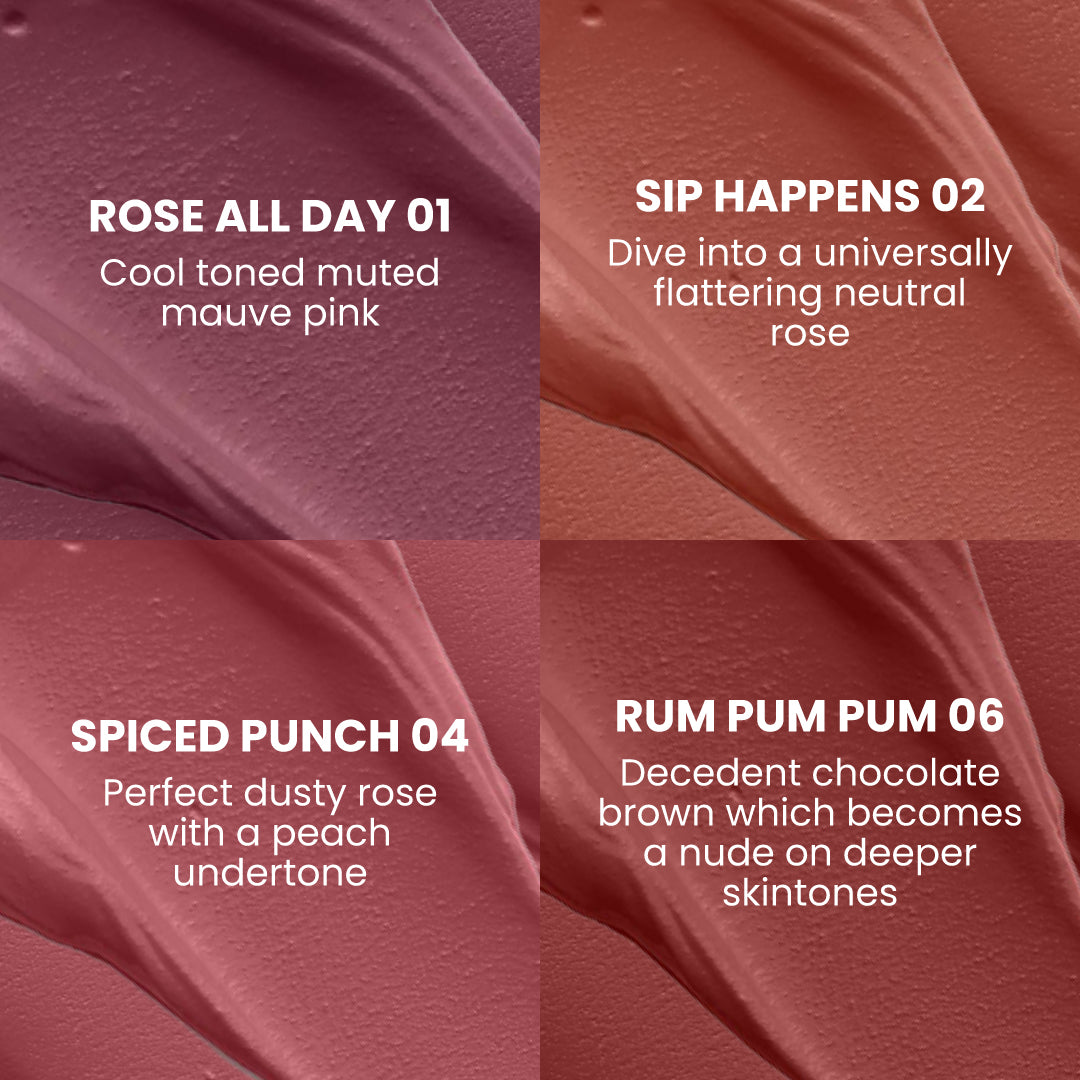 ROSE ALL DAY 01
Cool toned muted
mauve pink
SIP HAPPENS 02
Dive into a universally
flattering neutral
rose
SPICED PUNCH 04
Perfect dusty rose
with a peach
undertone
RUM PUM PUM 06
Decedent chocolate
brown which becomes
a nude on deeper
skintones